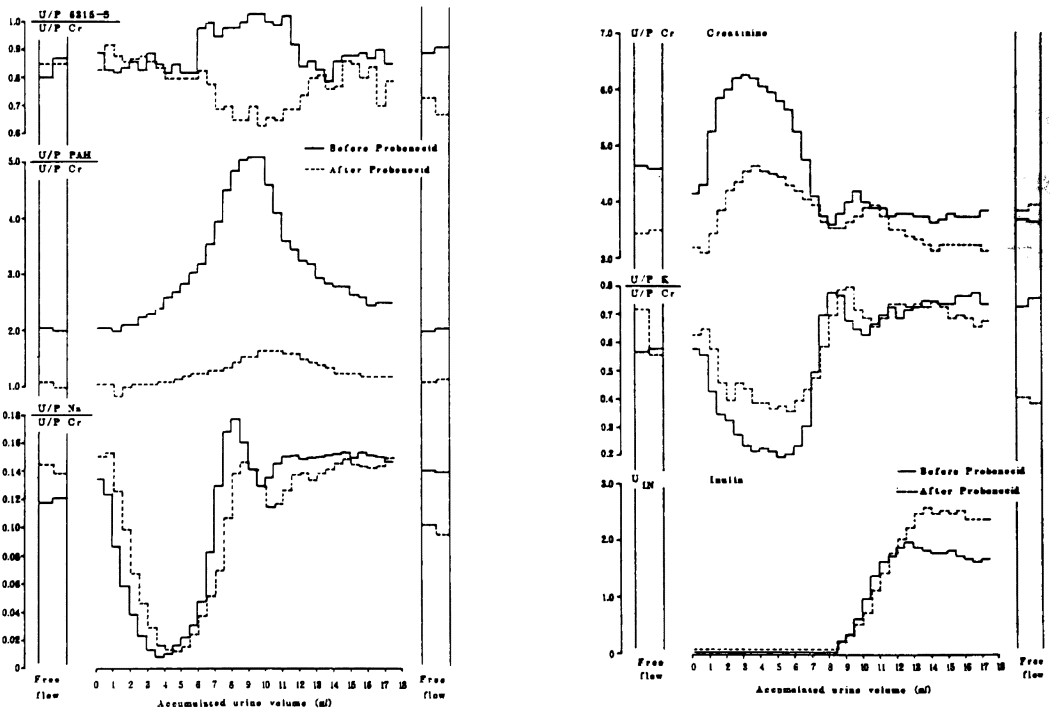 U/P 6315-S
U/P Cr
1.0
0.9
0.8
0.7
0.6
Before Probenecid
After Probenecid
U/P PAH
U/P Cr
5.0
4.0
3.0
2.0
1.0
U/P Na
U/P Cr
0.18
0.16
0.14
0.12
0.10
0.08
0.06
0.04
0.02
0
Free flow
0 1 2 3 4 5 6 7 8 9 10 11 12 13 14 15 16 17 18
Free flow
Accumulated urine volume (ml)
U/P Cr
Creatinine
7.0
6.0
5.0
4.0
3.0
U/P K
U/P Cr
0.8
0.7
0.6
0.5
0.4
0.3
0.2
U IN
Inulin
Before Probenecid
After Probenecid
3.0
2.0
1.0
0
Free flow
0 1 2 3 4 5 6 7 8 9 10 11 12 13 14 15 16 17 18
Free flow
Accumulated urine volume (ml)